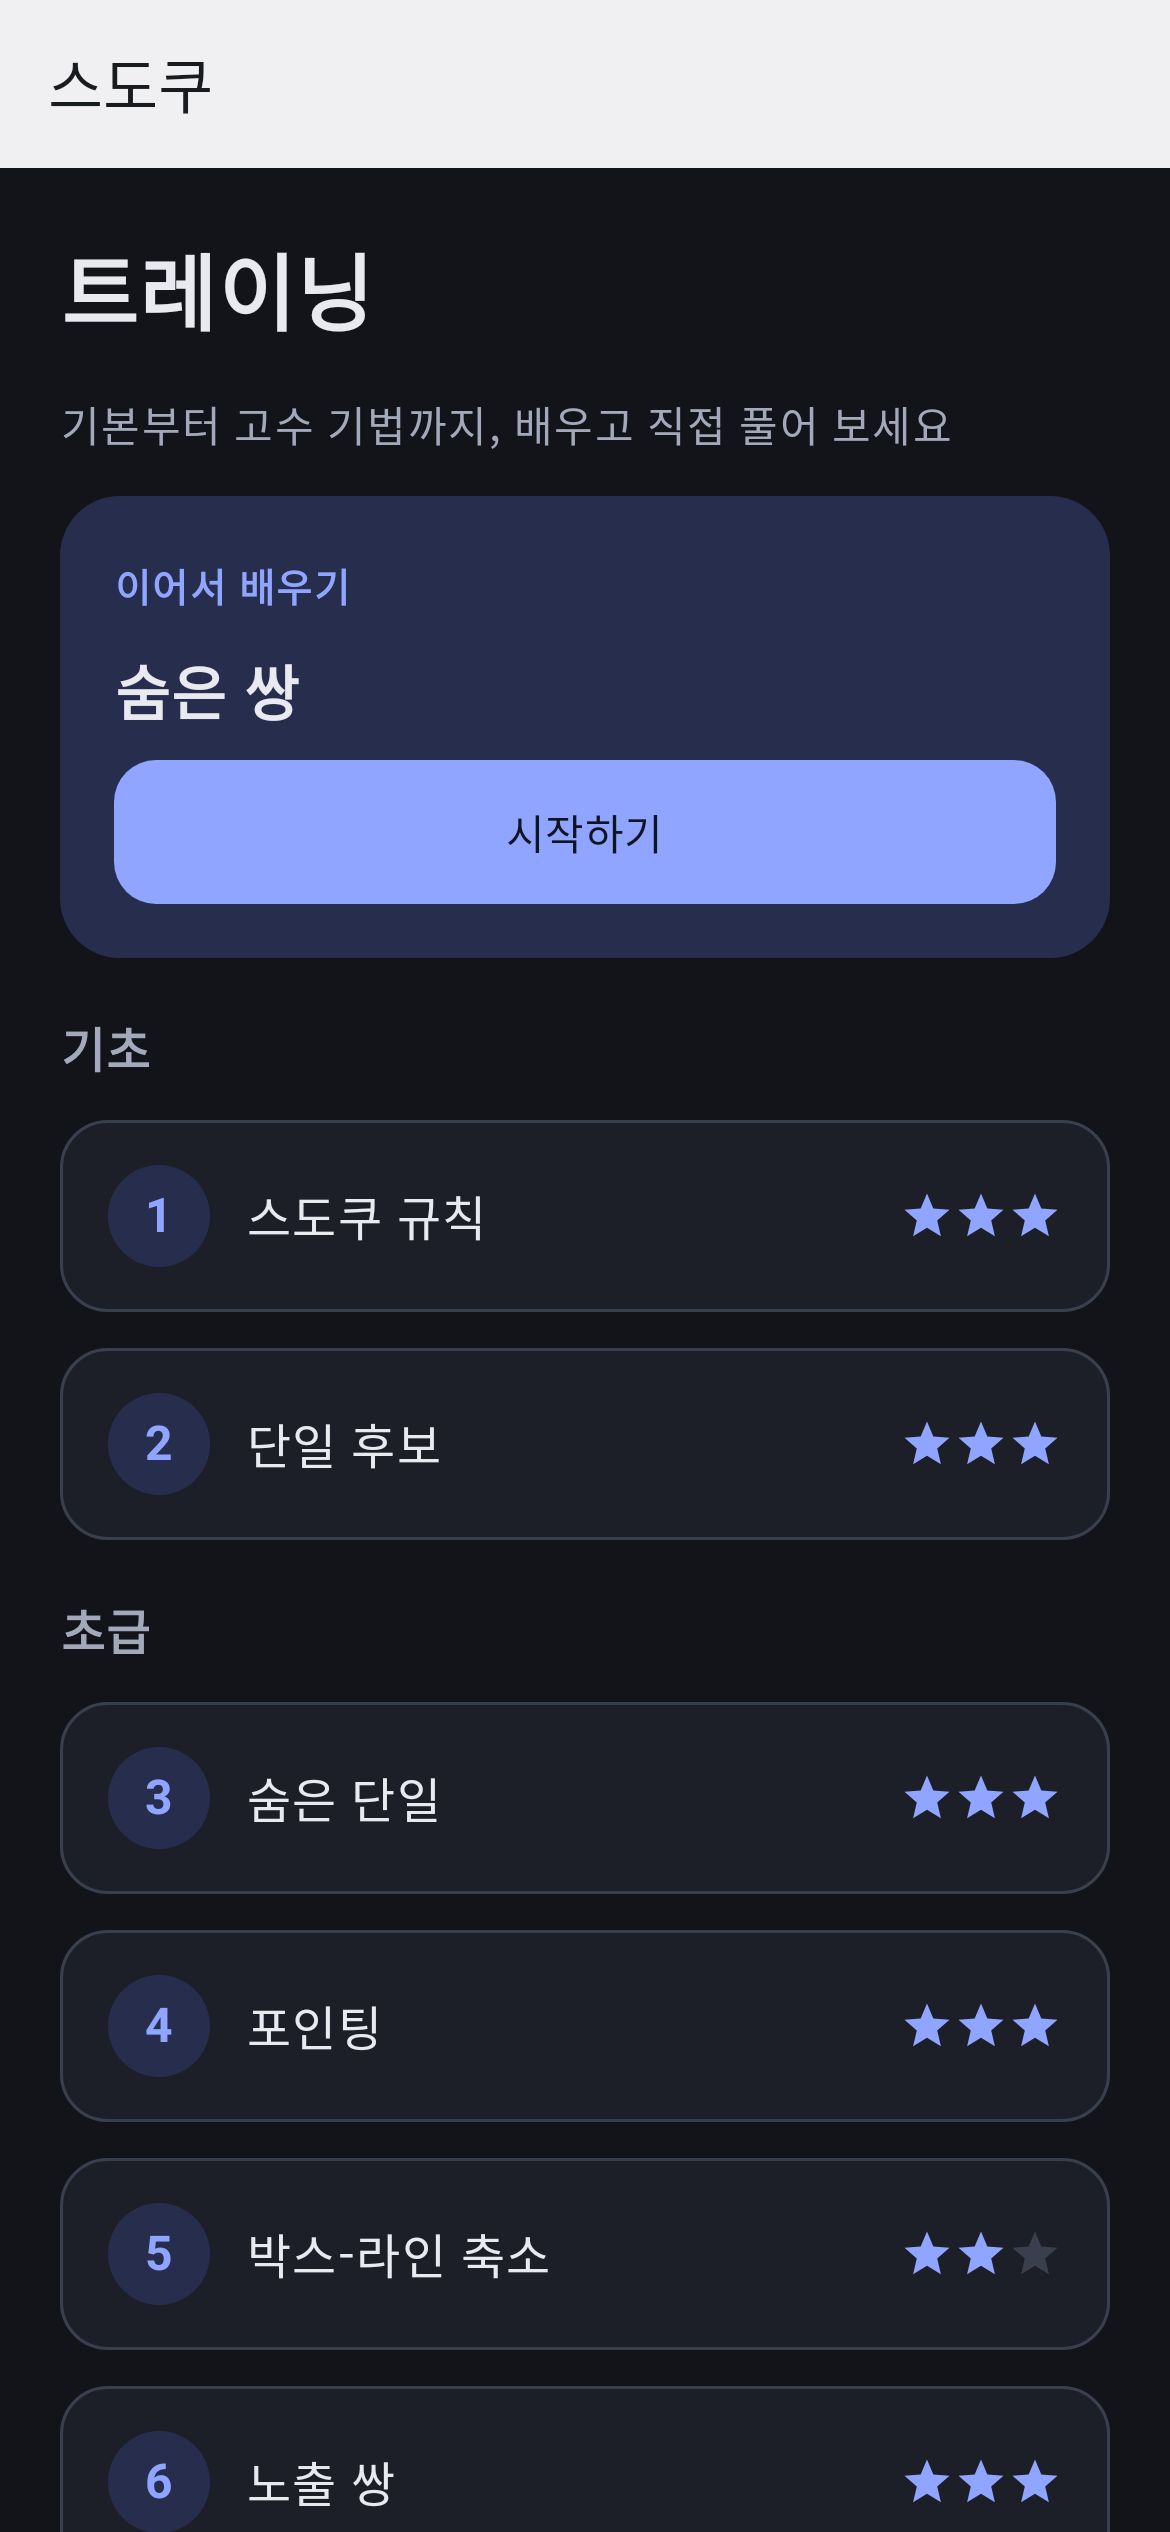 스도쿠
트레이닝
기본부터 고수 기법까지, 배우고 직접 풀어 보세요
이어서 배우기
숨은 쌍
시작하기
기초
1 스도쿠 규칙
2 단일 후보
초급
3 숨은 단일
4 포인팅
5 박스-라인 축소
6 노출 쌍